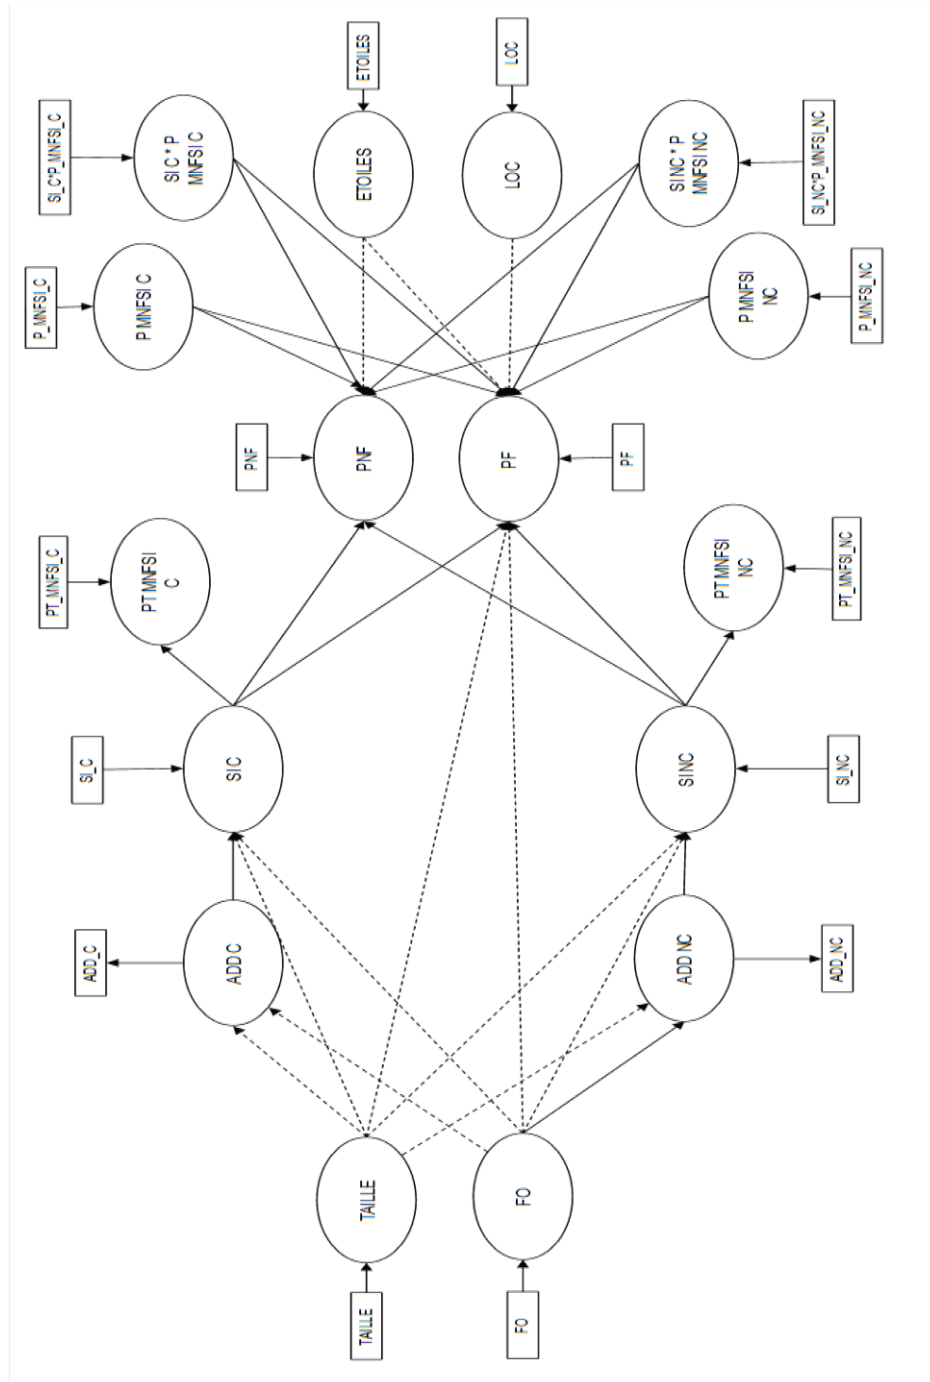 ADD_C
SI_C
PT_MNFSI_C
P_MNFSI_C
SI_C*P_MNFSI_C
ADD C
SI C
PT MNFSI
C
P MNFSI C
SI C * P
MNFSI C
PNF
TAILLE
TAILLE
PNF
ETOILES
ETOILES
FO
FO
PF
LOC
LOC
PF
ADD NC
SI NC
PT MNFSI
NC
P MNFSI
NC
SI NC * P
MNFSI NC
ADD_NC
SI_NC
PT_MNFSI_NC
P_MNFSI_NC
SI_NC*P_MNFSI_NC